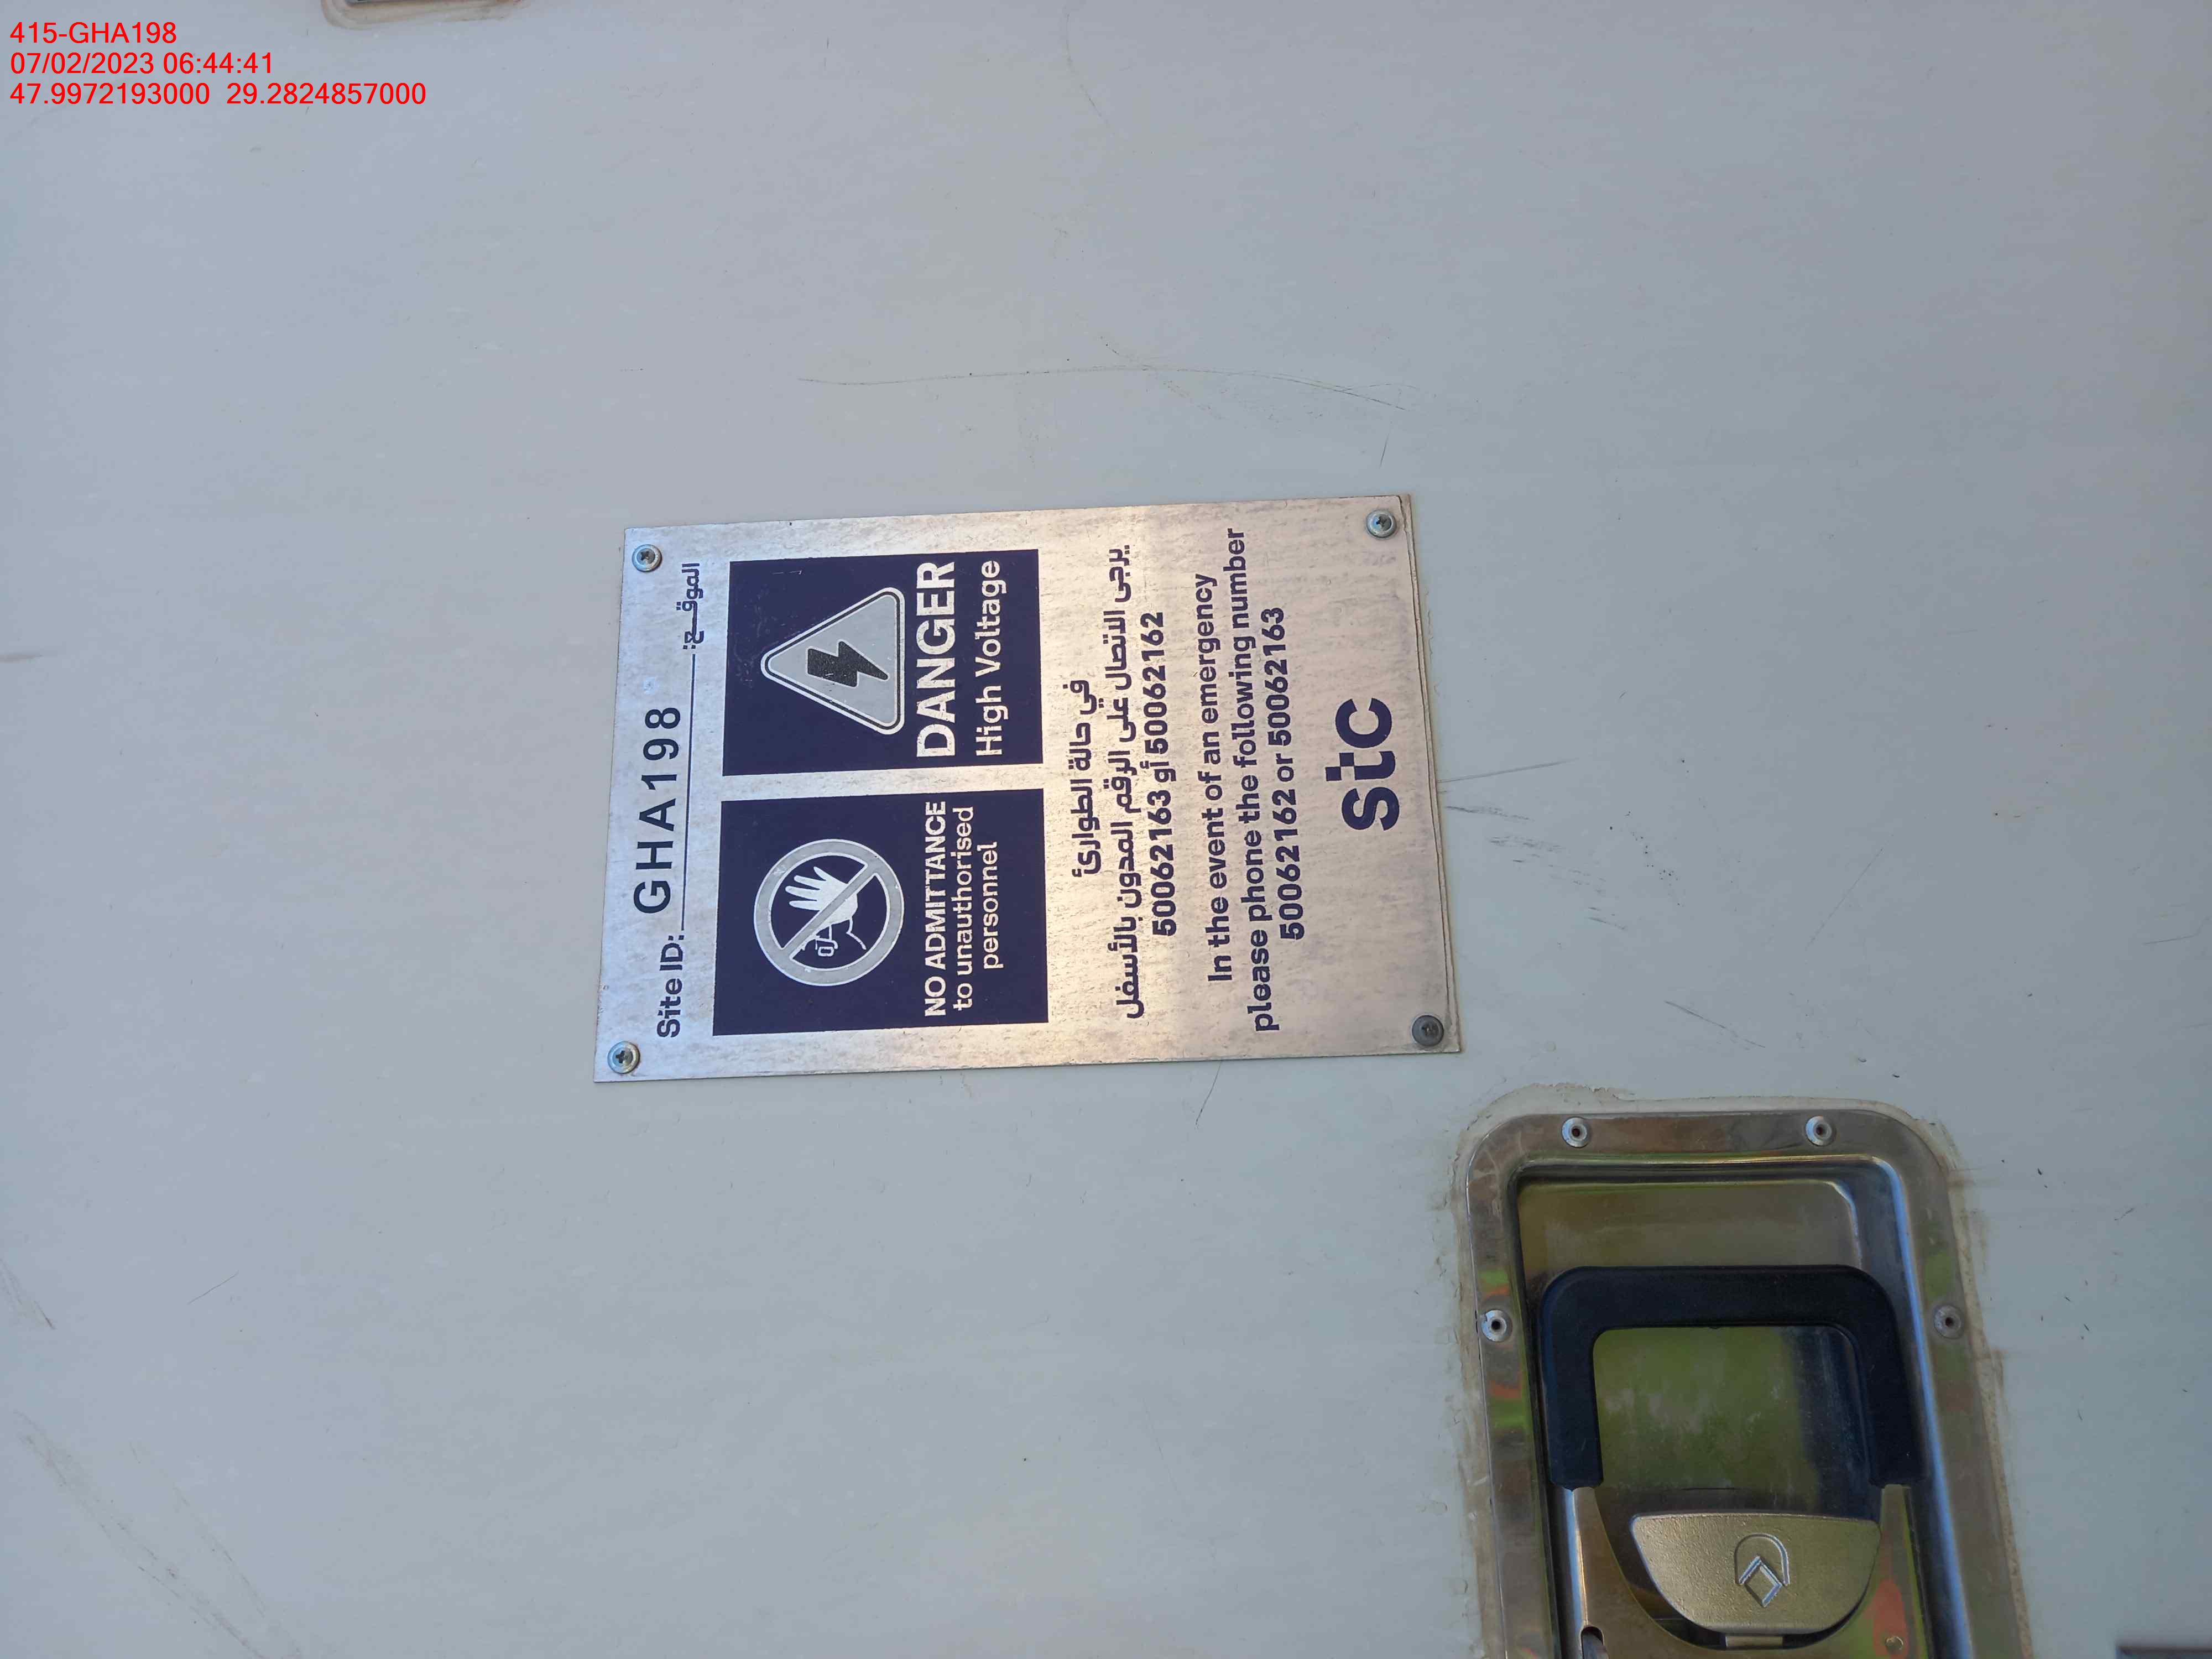 415-GHA198
07/02/2023 06:44:41
47.9972193000 29.2824857000
Site ID: GHA198 الموقع:
NO ADMITTANCE
to unauthorised
personnel
DANGER
High Voltage
في حالة الطوارئ
يرجى الاتصال على الرقم المدون بالأسفل
50062162 أو 50062163
In the event of an emergency
please phone the following number
50062162 or 50062163
stc